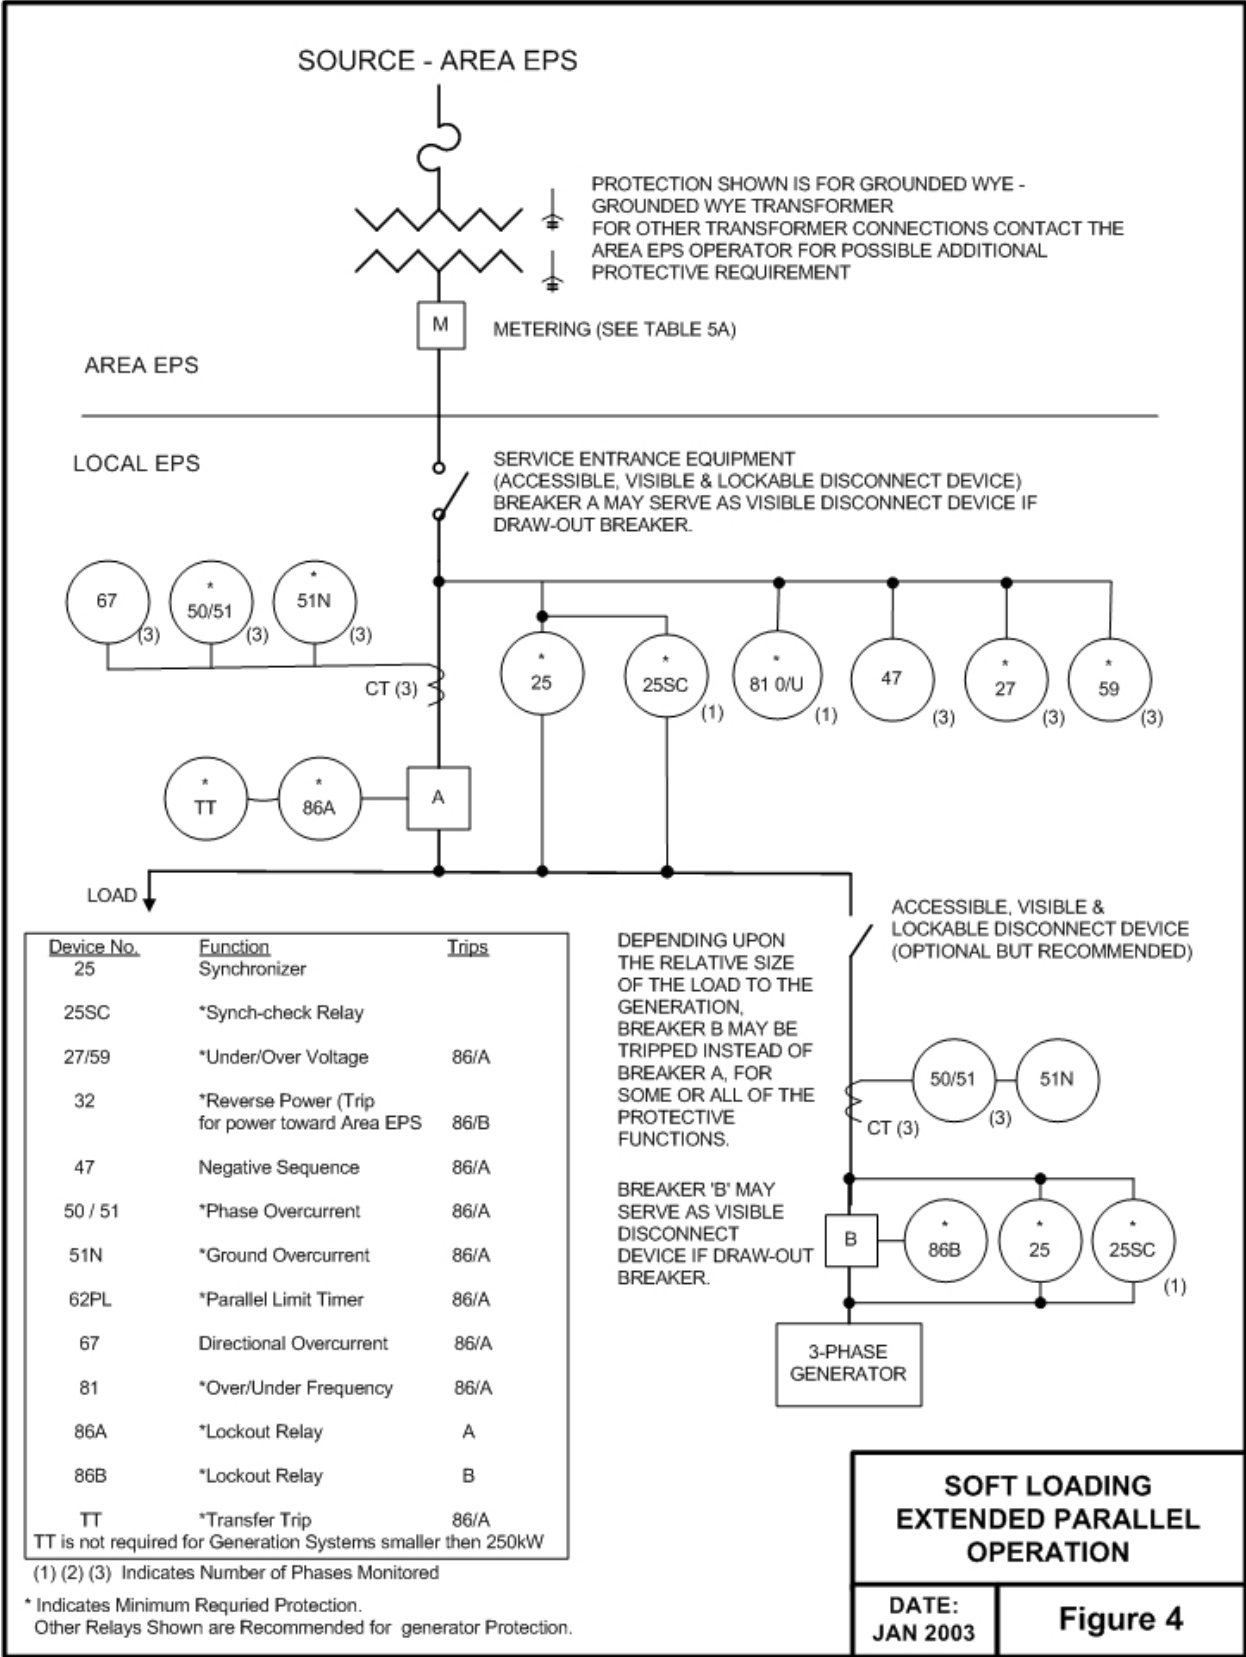 SOURCE - AREA EPS
PROTECTION SHOWN IS FOR GROUNDED WYE -
GROUNDED WYE TRANSFORMER
FOR OTHER TRANSFORMER CONNECTIONS CONTACT THE
AREA EPS OPERATOR FOR POSSIBLE ADDITIONAL
PROTECTIVE REQUIREMENT
M
METERING (SEE TABLE 5A)
AREA EPS
LOCAL EPS
SERVICE ENTRANCE EQUIPMENT
(ACCESSIBLE, VISIBLE & LOCKABLE DISCONNECT DEVICE)
BREAKER A MAY SERVE AS VISIBLE DISCONNECT DEVICE IF
DRAW-OUT BREAKER.
67
(3)
*
50/51
(3)
*
51N
(3)
CT (3)
*
25
*
25SC
(1)
*
81 0/U
(1)
47
(3)
*
27
(3)
*
59
(3)
*
TT
*
86A
A
LOAD
ACCESSIBLE, VISIBLE &
LOCKABLE DISCONNECT DEVICE
(OPTIONAL BUT RECOMMENDED)
Device No. Function Trips
25 Synchronizer
25SC *Synch-check Relay
27/59 *Under/Over Voltage 86/A
32 *Reverse Power (Trip
for power toward Area EPS 86/B
47 Negative Sequence 86/A
50 / 51 *Phase Overcurrent 86/A
51N *Ground Overcurrent 86/A
62PL *Parallel Limit Timer 86/A
67 Directional Overcurrent 86/A
81 *Over/Under Frequency 86/A
86A *Lockout Relay A
86B *Lockout Relay B
TT *Transfer Trip 86/A
TT is not required for Generation Systems smaller then 250kW
(1) (2) (3) Indicates Number of Phases Monitored
* Indicates Minimum Requried Protection.
Other Relays Shown are Recommended for generator Protection.
DEPENDING UPON
THE RELATIVE SIZE
OF THE LOAD TO THE
GENERATION,
BREAKER B MAY BE
TRIPPED INSTEAD OF
BREAKER A, FOR
SOME OR ALL OF THE
PROTECTIVE
FUNCTIONS.
BREAKER 'B' MAY
SERVE AS VISIBLE
DISCONNECT
DEVICE IF DRAW-OUT
BREAKER.
50/51
(3)
51N
CT (3)
B
*
86B
*
25
*
25SC
(1)
3-PHASE
GENERATOR
SOFT LOADING
EXTENDED PARALLEL
OPERATION
DATE:
JAN 2003
Figure 4